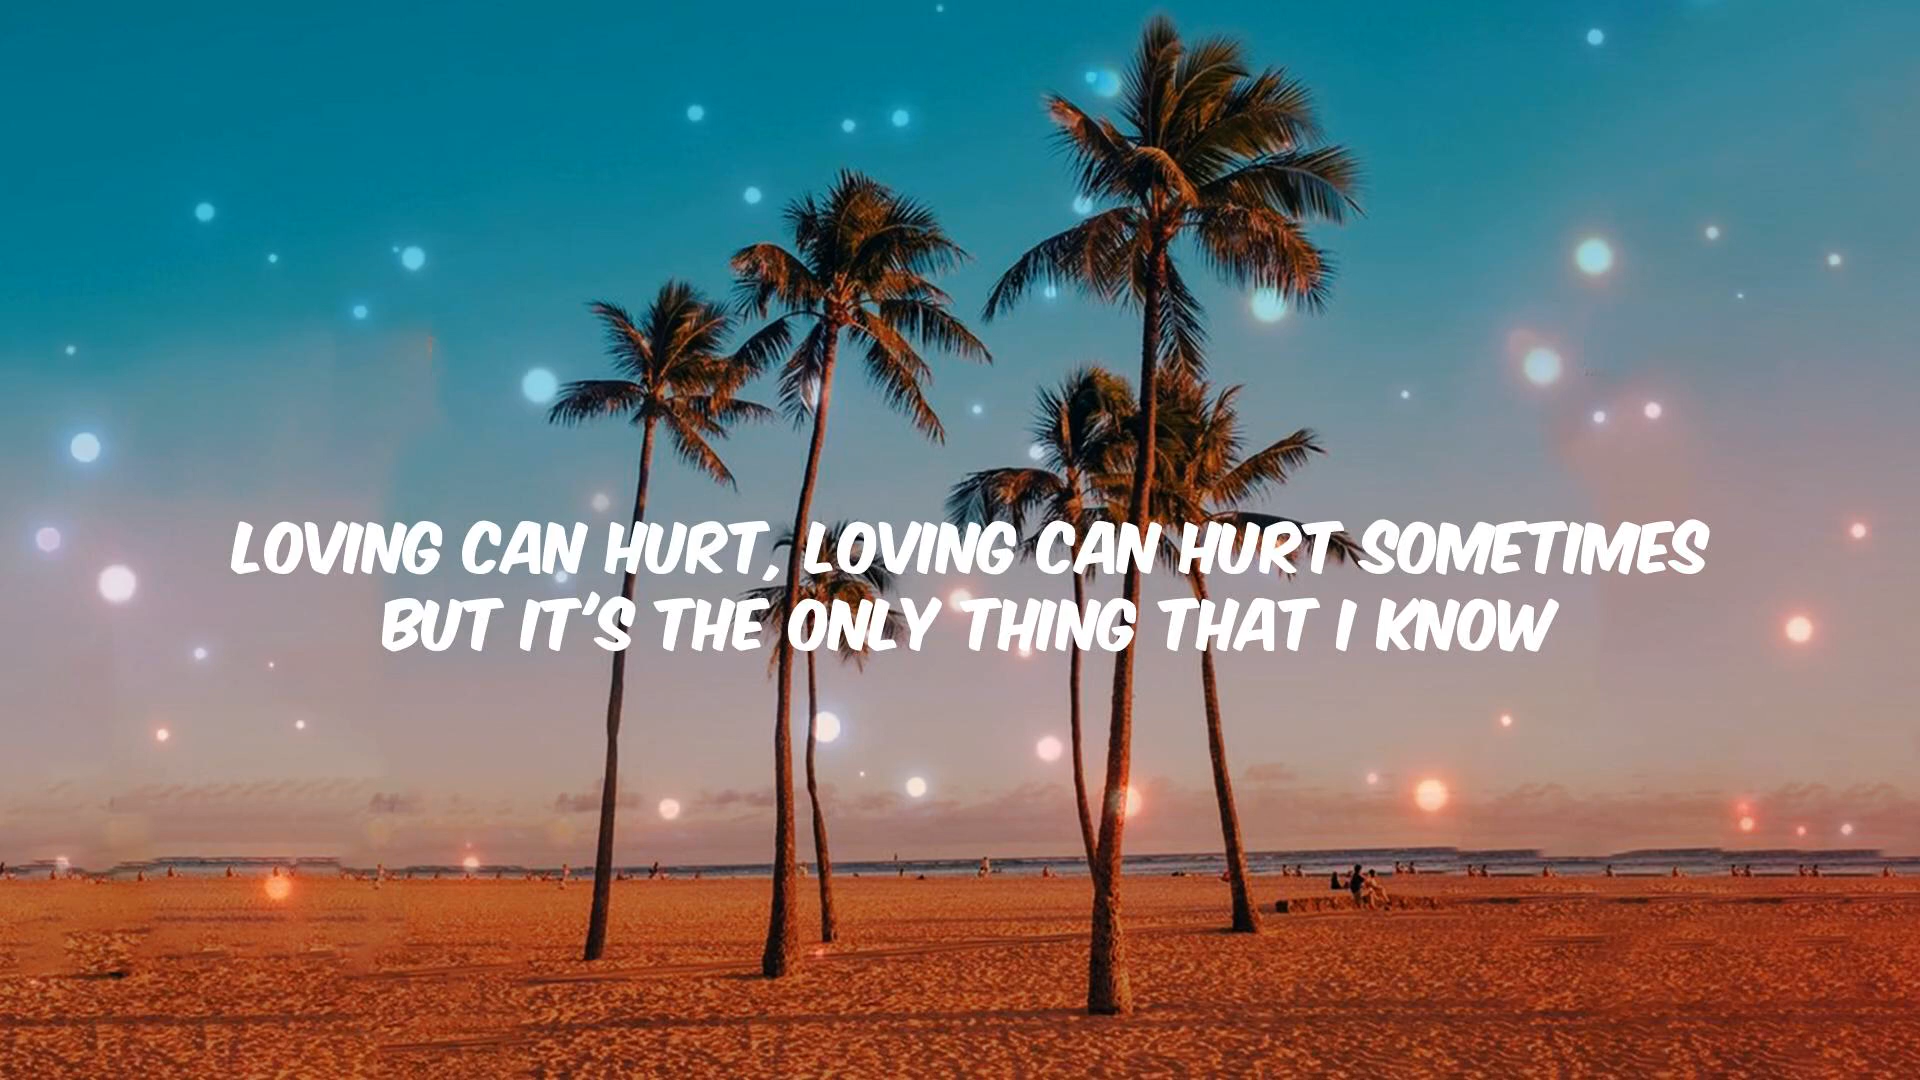 LOVING CAN HURT, LOVING CAN HURT SOMETIMES
BUT IT'S THE ONLY THING THAT I KNOW